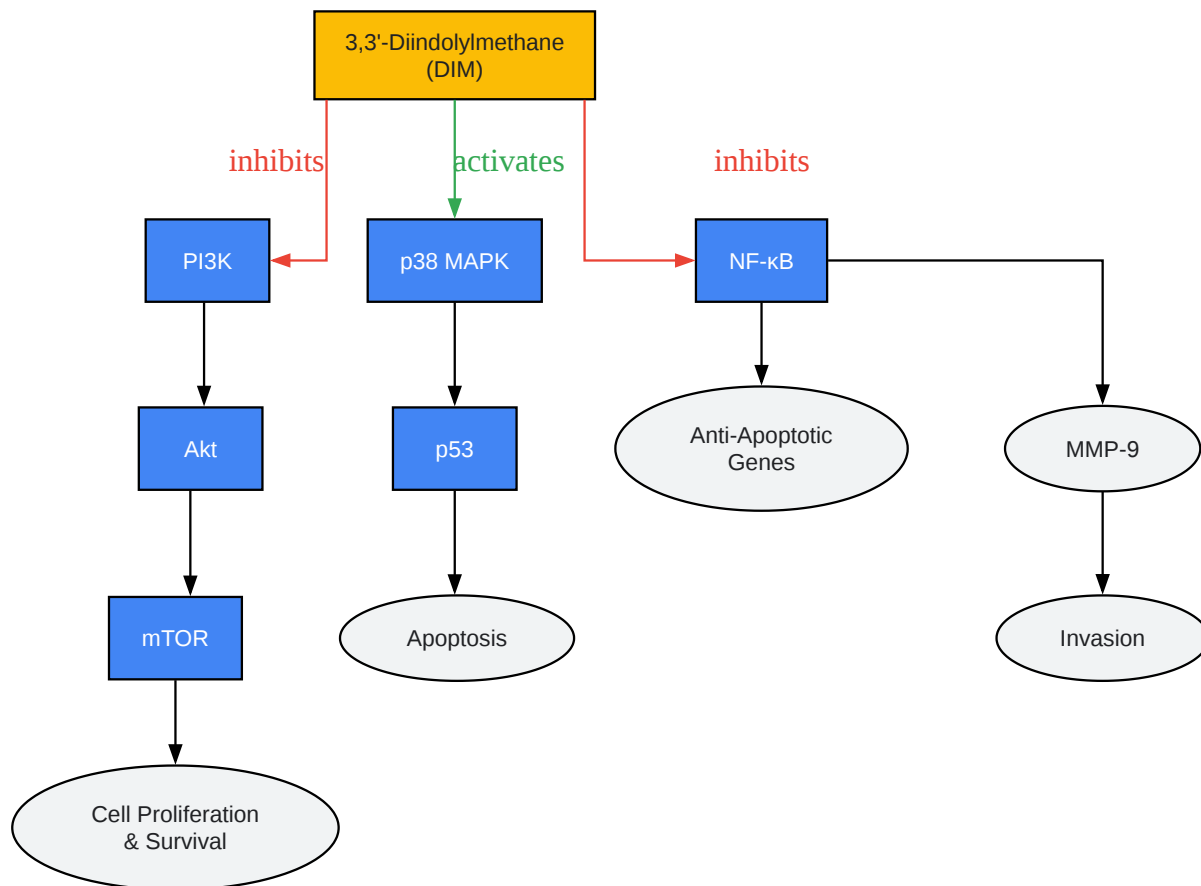 3,3'-Diindolylmethane
(DIM)
inhibits
activates
inhibits
PI3K
p38 MAPK
NF-κB
Akt
p53
Anti-Apoptotic
Genes
MMP-9
mTOR
Apoptosis
Invasion
Cell Proliferation
& Survival